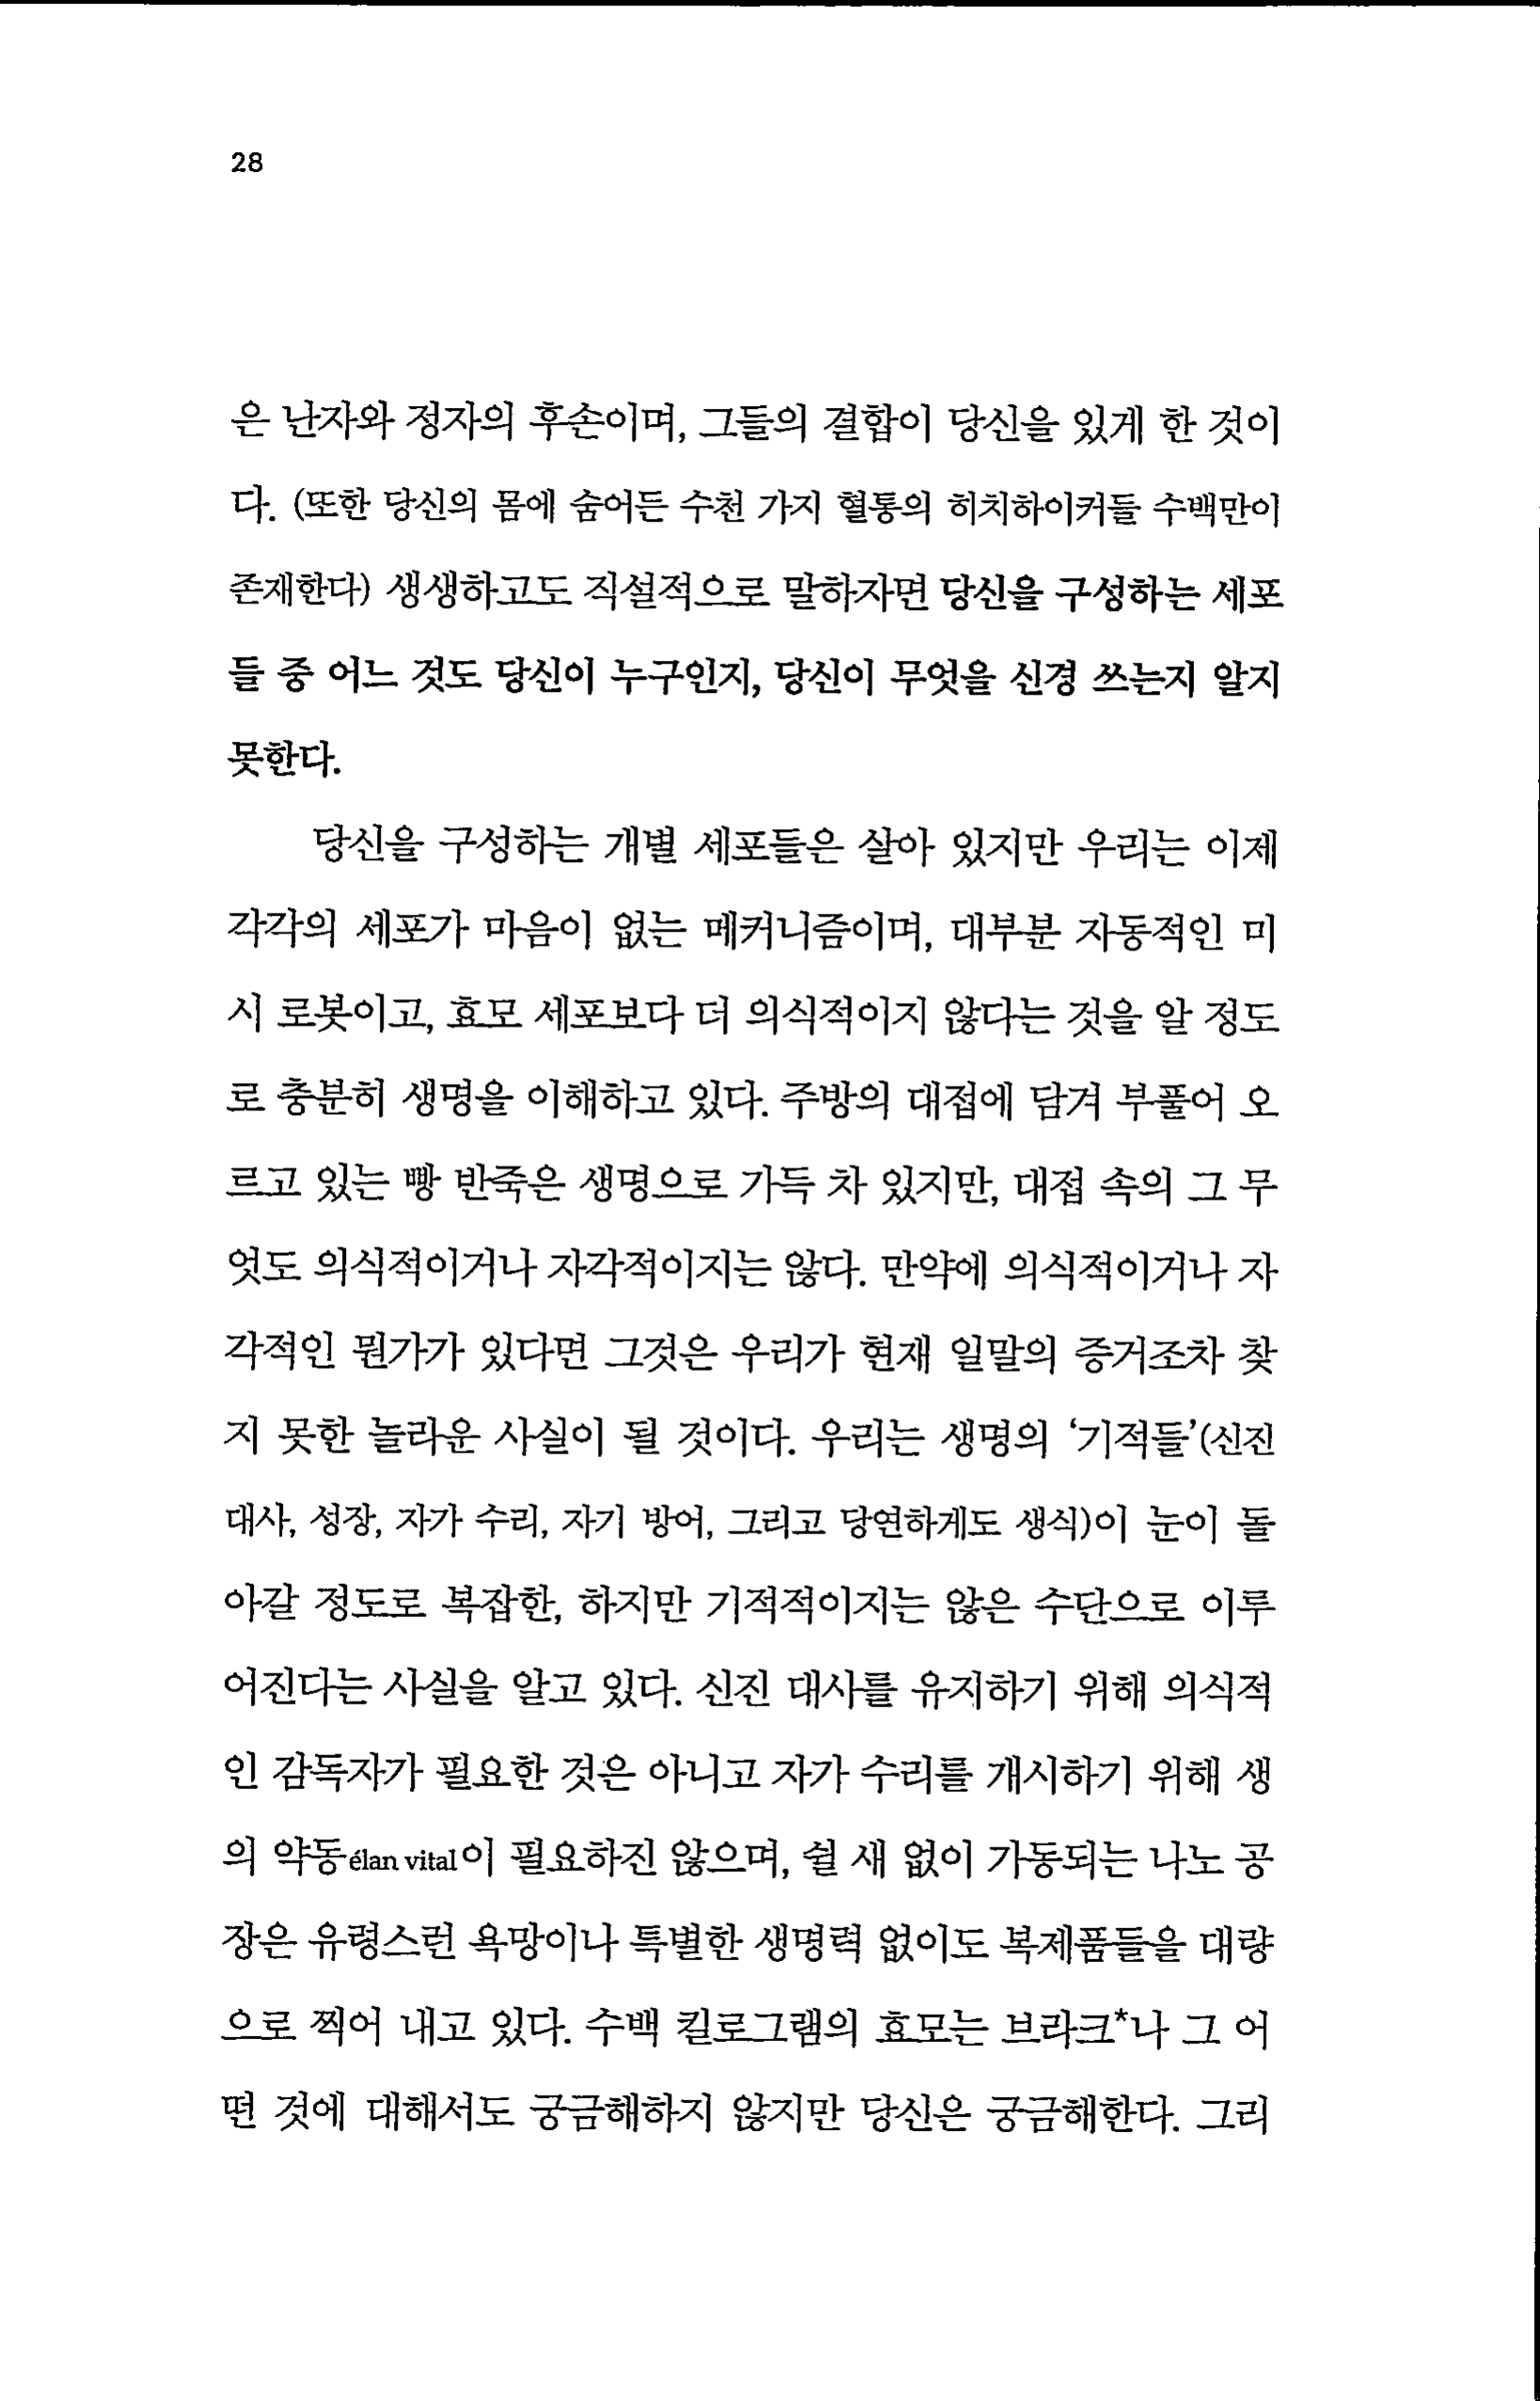 28
은 난자와 정자의 후손이며, 그들의 결합이 당신을 있게 한 것이
다. (또한 당신의 몸에 숨어든 수천 가지 혈통의 히치하이커들 수백만이
존재한다) 생생하고도 직설적으로 말하자면 당신을 구성하는 세포
들 중 어느 것도 당신이 누구인지, 당신이 무엇을 신경 쓰는지 알지
못한다.
당신을 구성하는 개별 세포들은 살아 있지만 우리는 이제
각각의 세포가 마음이 없는 메커니즘이며, 대부분 자동적인 미
시 로봇이고, 효모 세포보다 더 의식적이지 않다는 것을 알 정도
로 충분히 생명을 이해하고 있다. 주방의 대접에 담겨 부풀어 오
르고 있는 빵 반죽은 생명으로 가득 차 있지만, 대접 속의 그 무
엇도 의식적이거나 자각적이지는 않다. 만약에 의식적이거나 자
각적인 뭔가가 있다면 그것은 우리가 현재 일말의 증거조차 찾
지 못한 놀라운 사실이 될 것이다. 우리는 생명의 ‘기적들’(신진
대사, 성장, 자가 수리, 자기 방어, 그리고 당연하게도 생식)이 눈이 돌
아갈 정도로 복잡한, 하지만 기적적이지는 않은 수단으로 이루
어진다는 사실을 알고 있다. 신진 대사를 유지하기 위해 의식적
인 감독자가 필요한 것은 아니고 자가 수리를 개시하기 위해 생
의 약동élan vital이 필요하진 않으며, 쉴 새 없이 가동되는 나노 공
장은 유령스런 욕망이나 특별한 생명력 없이도 복제품들을 대량
으로 찍어 내고 있다. 수백 킬로그램의 효모는 브라크*나 그 어
떤 것에 대해서도 궁금해하지 않지만 당신은 궁금해한다. 그리